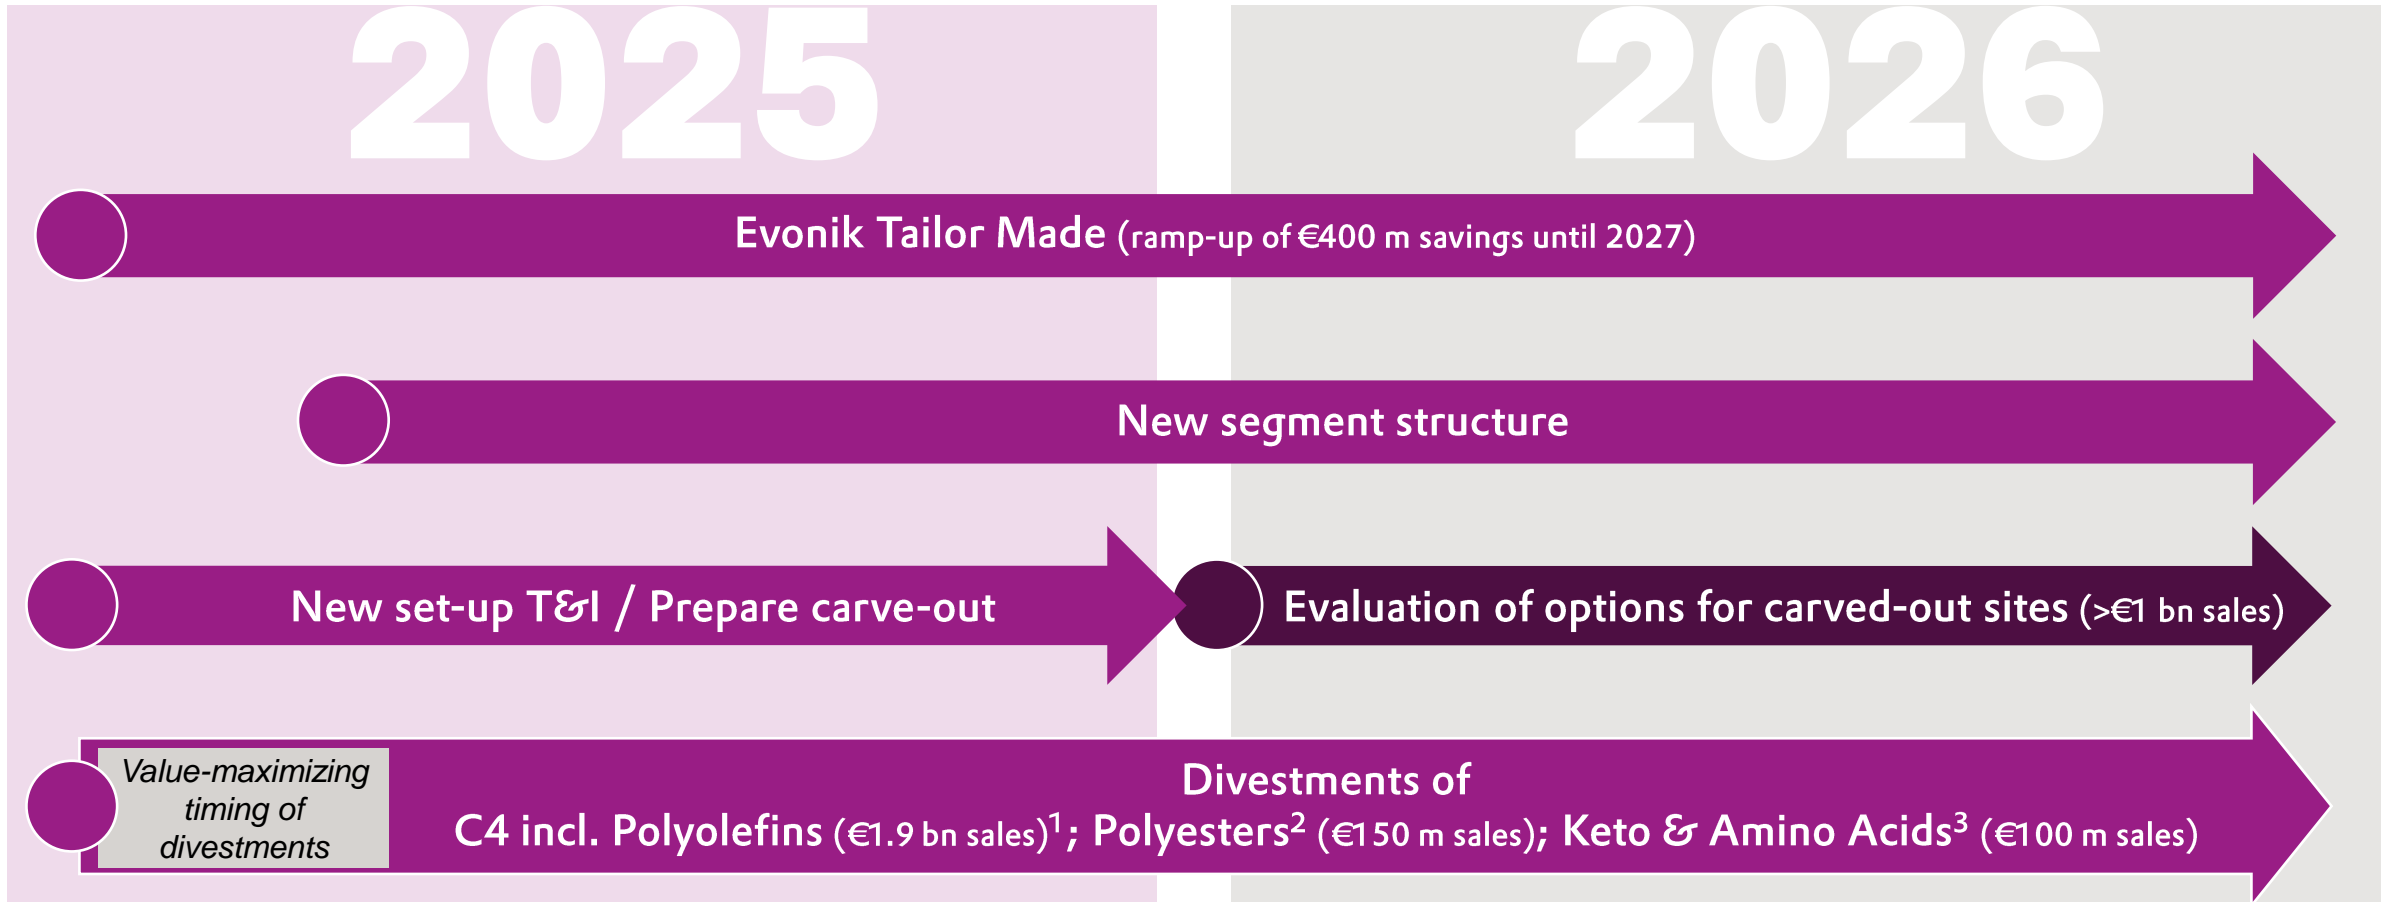 2025
2026
Evonik Tailor Made (ramp-up of €400 m savings until 2027)
New segment structure
New set-up T&I / Prepare carve-out
Evaluation of options for carved-out sites (>€1 bn sales)
Value-maximizing
timing of
divestments
Divestments of
C4 incl. Polyolefins (€1.9 bn sales)¹; Polyesters² (€150 m sales); Keto & Amino Acids³ (€100 m sales)